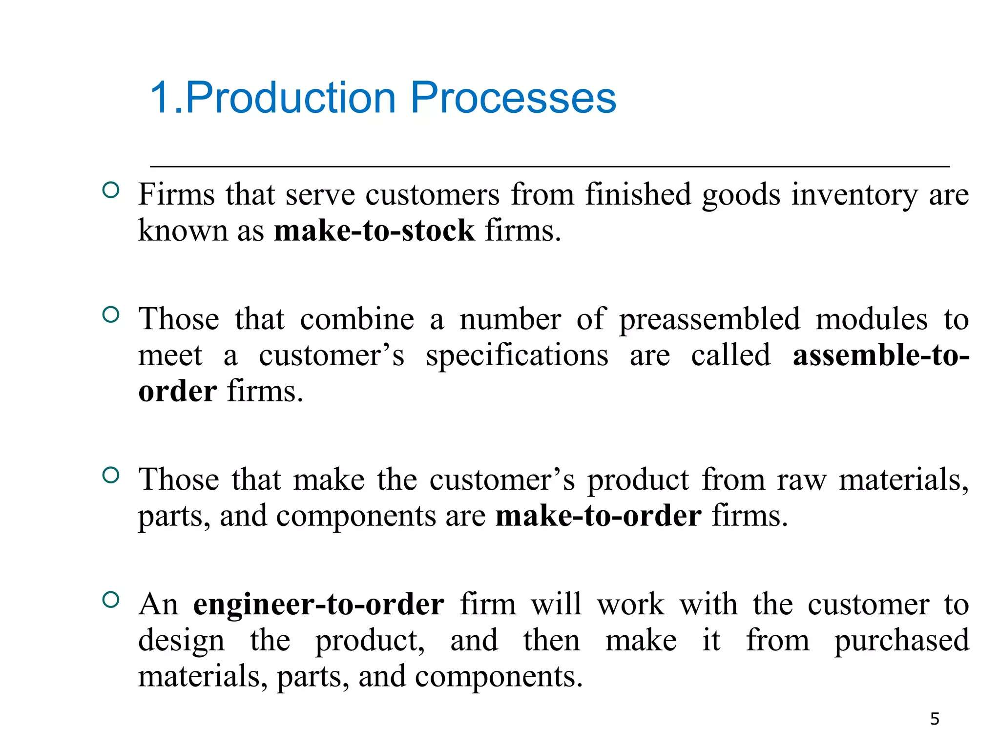 1.Production Processes
Firms that serve customers from finished goods inventory are
known as make-to-stock firms.
Those that combine a number of preassembled modules to
meet a customer’s specifications are called assemble-to-
order firms.
Those that make the customer’s product from raw materials,
parts, and components are make-to-order firms.
An engineer-to-order firm will work with the customer to
design the product, and then make it from purchased
materials, parts, and components.
5